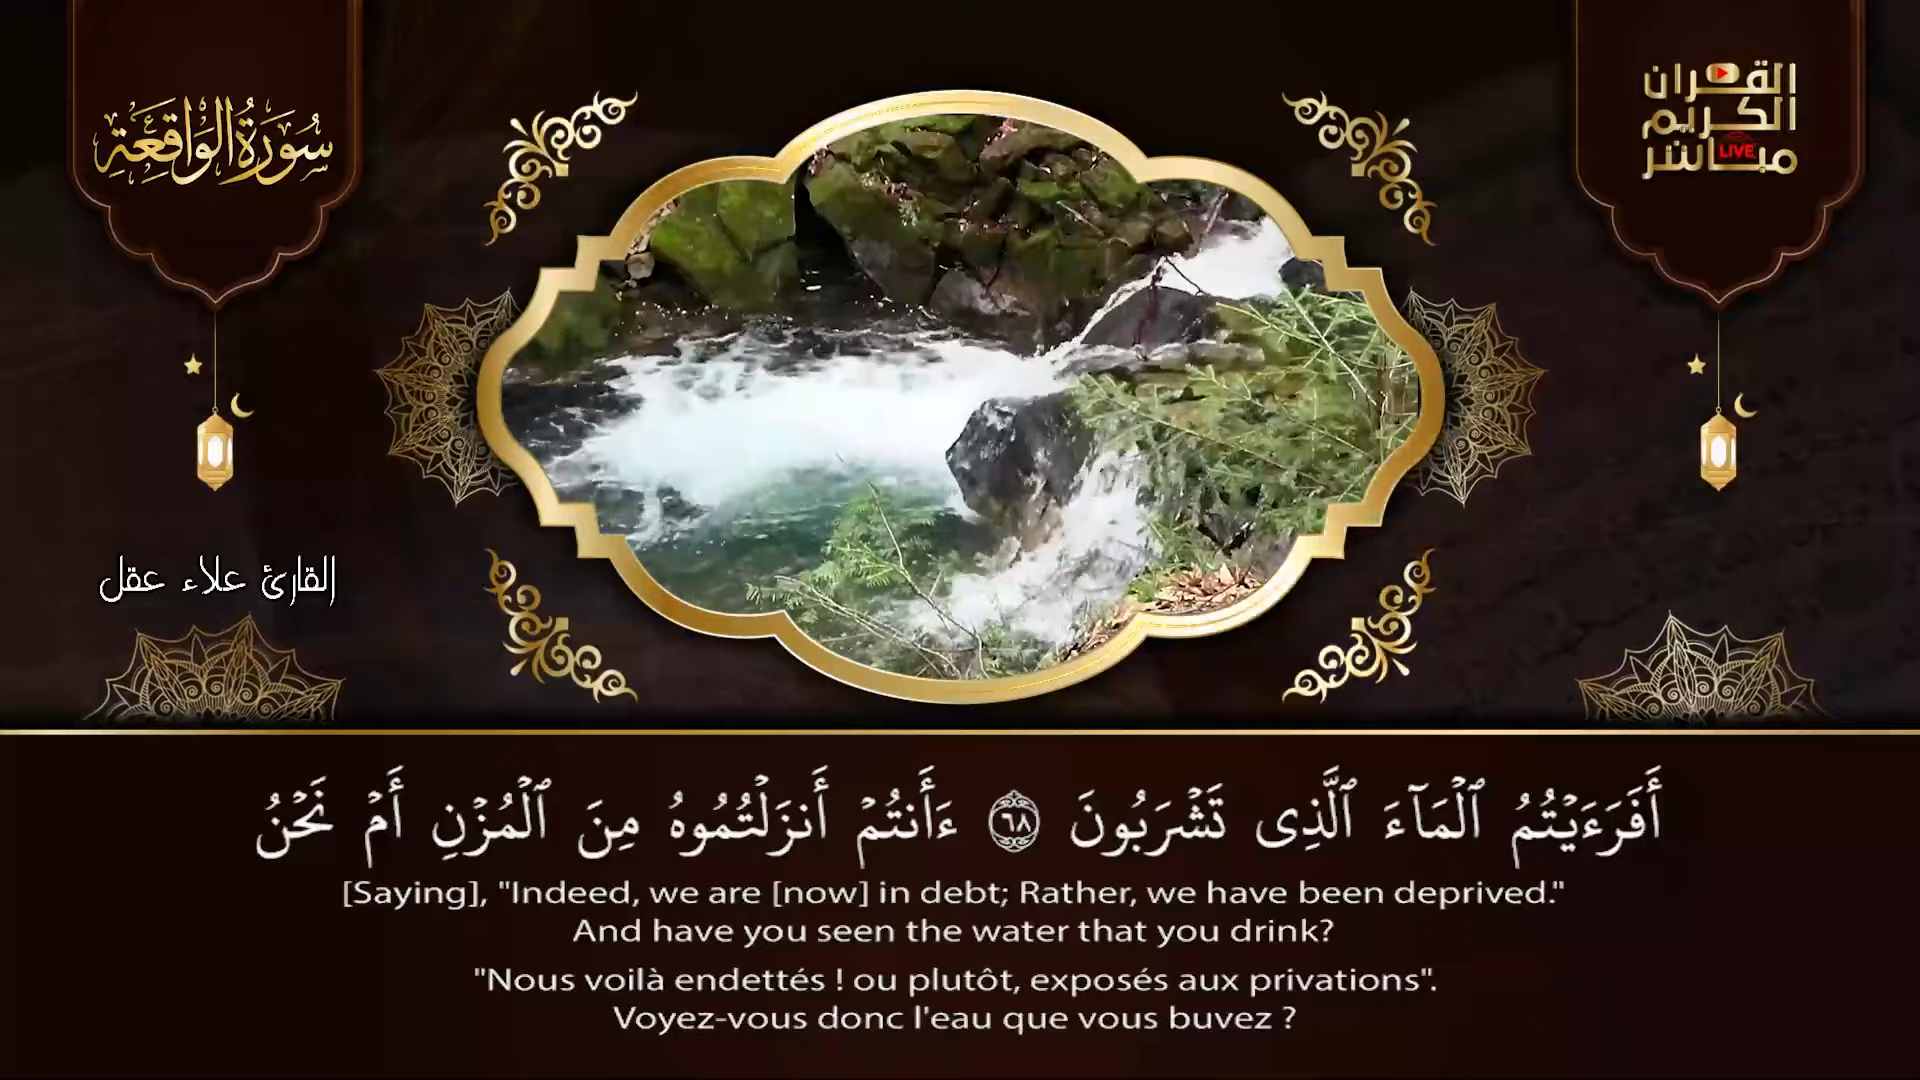 سُورَةُ الْوَاقِعَةِ
القرآن
الكريم
مباشر
LIVE
القارئ علاء عقل
أَفَرَءَيْتُمُ ٱلْمَآءَ ٱلَّذِى تَشْرَبُونَ ٦٨ ءَأَنتُمْ أَنزَلْتُمُوهُ مِنَ ٱلْمُزْنِ أَمْ نَحْنُ
[Saying], "Indeed, we are [now] in debt; Rather, we have been deprived."
And have you seen the water that you drink?
"Nous voilà endettés ! ou plutôt, exposés aux privations".
Voyez-vous donc l'eau que vous buvez ?